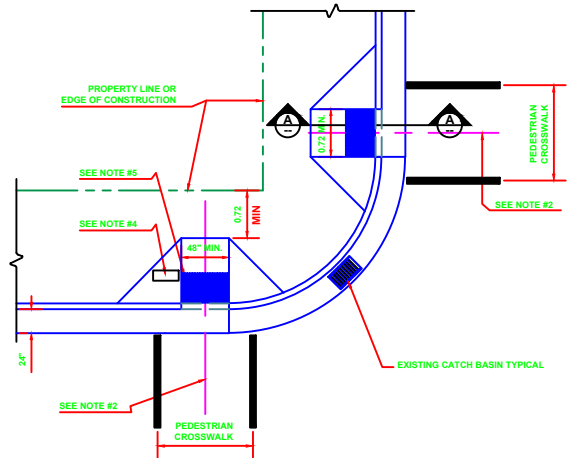 PROPERTY LINE OR
EDGE OF CONSTRUCTION
A
--
A
--
0.72 MIN.
PEDESTRIAN
CROSSWALK
SEE NOTE #5
SEE NOTE #2
SEE NOTE #4
0.72
MIN
48" MIN.
24"
EXISTING CATCH BASIN TYPICAL
SEE NOTE #2
PEDESTRIAN
CROSSWALK